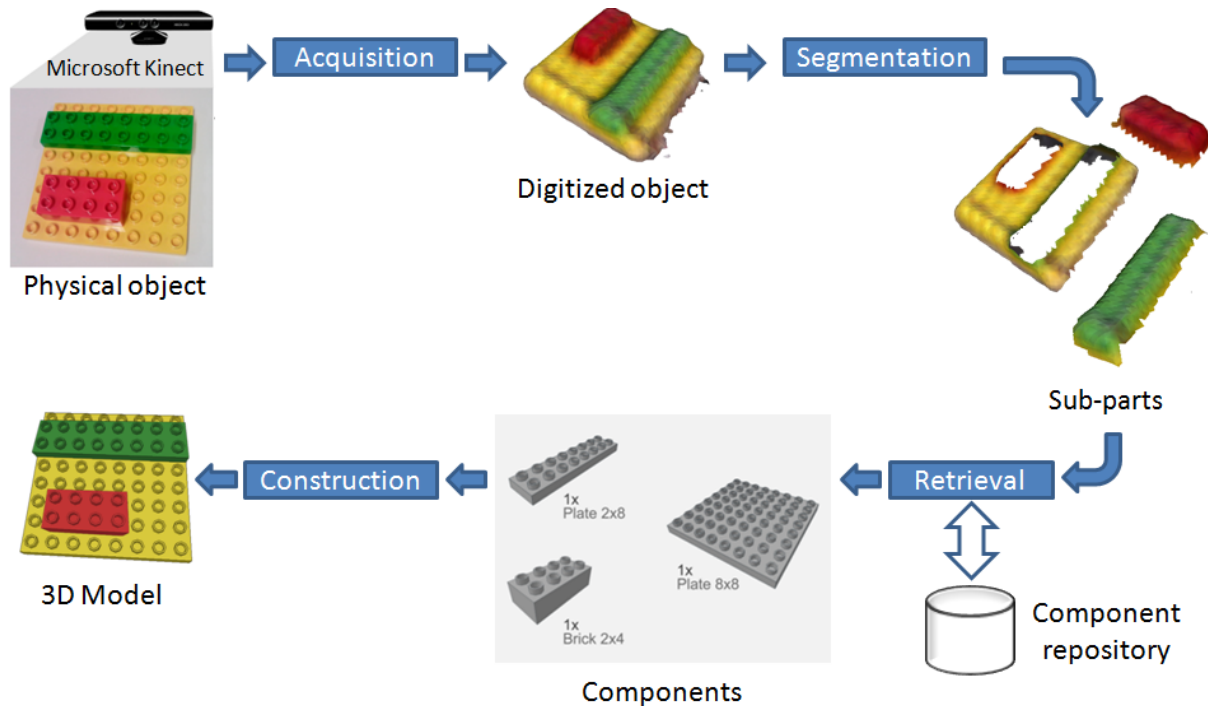 Microsoft Kinect
Acquisition
Segmentation
Physical object
Digitized object
Sub-parts
Retrieval
Component
repository
1x
Plate 2x8
1x
Plate 8x8
1x
Brick 2x4
Components
Construction
3D Model